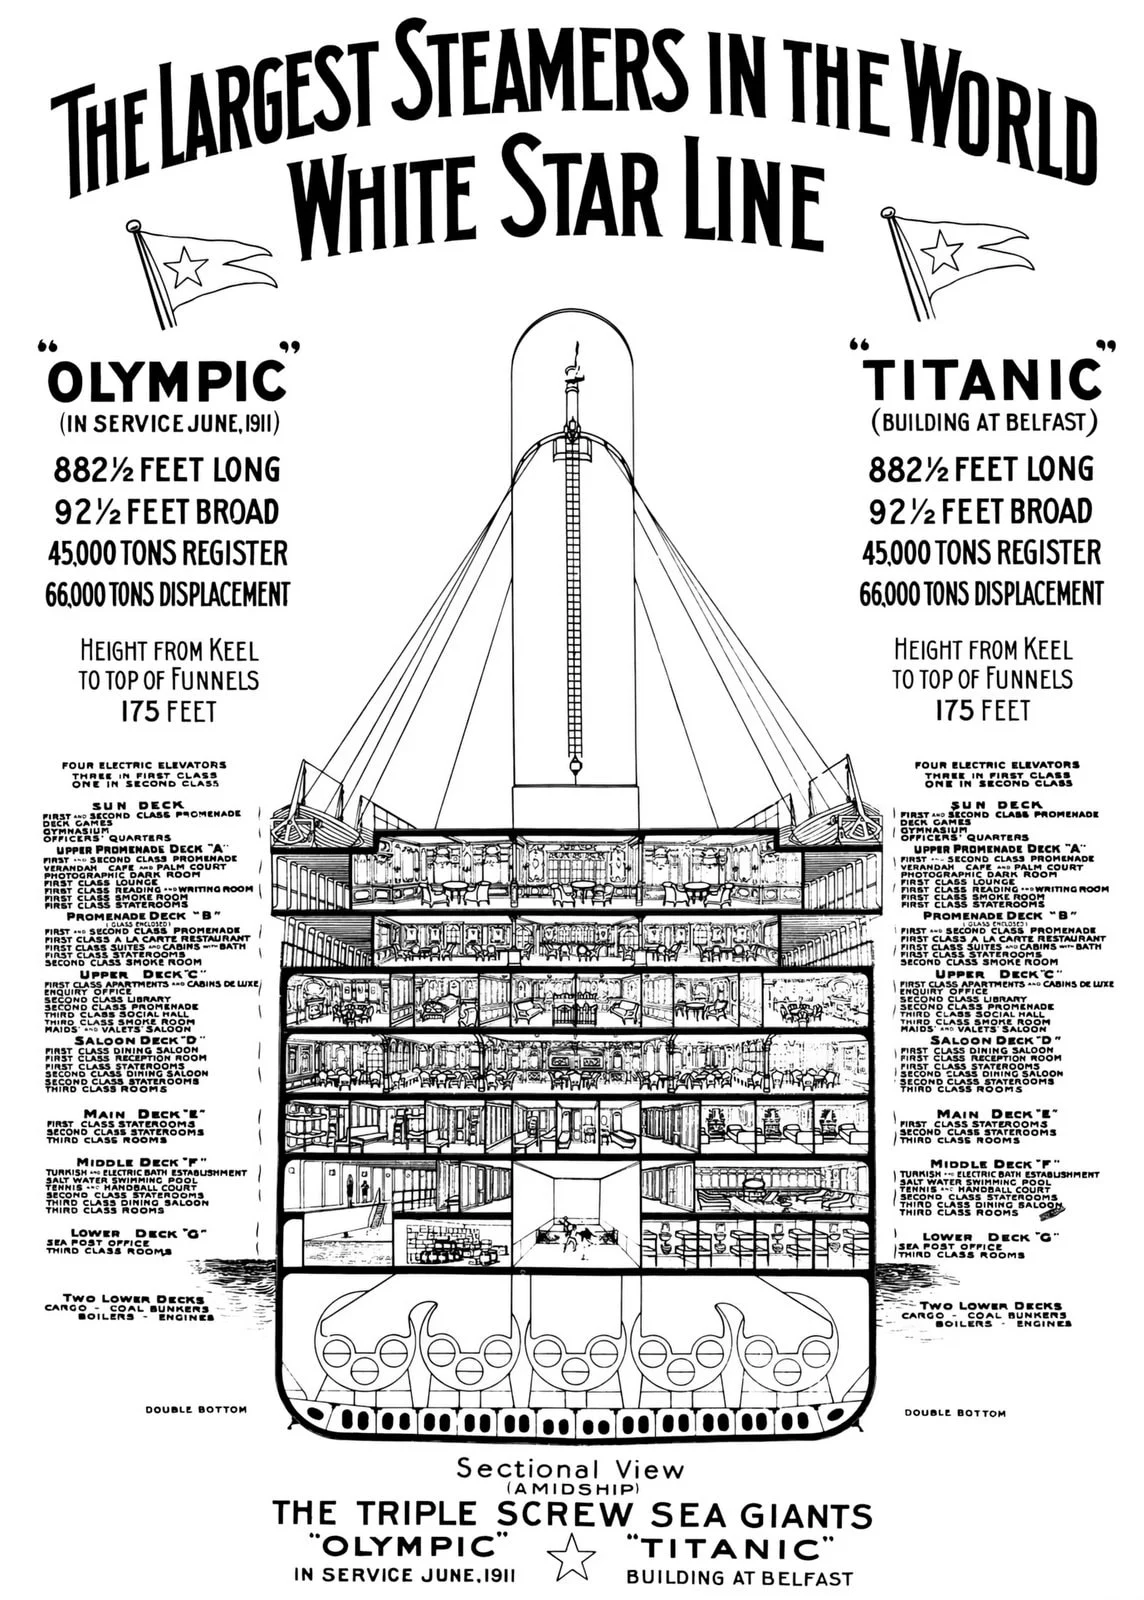 THE LARGEST STEAMERS IN THE WORLD
WHITE STAR LINE
"OLYMPIC"
(IN SERVICE JUNE, 1911)
882½ FEET LONG
92½ FEET BROAD
45,000 TONS REGISTER
66,000 TONS DISPLACEMENT
HEIGHT FROM KEEL
TO TOP OF FUNNELS
175 FEET
FOUR ELECTRIC ELEVATORS
THREE IN FIRST CLASS
ONE IN SECOND CLASS
SUN DECK
FIRST AND SECOND CLASS PROMENADE
DECK GAMES
GYMNASIUM
OFFICERS' QUARTERS
UPPER PROMENADE DECK "A"
FIRST AND SECOND CLASS PROMENADE
VERANDAH CAFE AND PALM COURT
PHOTOGRAPHIC DARK ROOM
FIRST CLASS LOUNGE
FIRST CLASS READING AND WRITING ROOM
FIRST CLASS SMOKE ROOM
FIRST CLASS STATEROOMS
PROMENADE DECK "B"
(GLASS ENCLOSED)
FIRST AND SECOND CLASS PROMENADE
FIRST CLASS A LA CARTE RESTAURANT
FIRST CLASS SUITES AND CABINS WITH BATH
FIRST CLASS STATEROOMS
SECOND CLASS SMOKE ROOM
UPPER DECK "C"
FIRST CLASS APARTMENTS AND CABINS DE LUXE
ENQUIRY OFFICE
SECOND CLASS LIBRARY
SECOND CLASS PROMENADE
THIRD CLASS SOCIAL HALL
THIRD CLASS SMOKE ROOM
MAIDS' AND VALETS' SALOON
SALOON DECK "D"
FIRST CLASS DINING SALOON
FIRST CLASS RECEPTION ROOM
FIRST CLASS STATEROOMS
SECOND CLASS DINING SALOON
SECOND CLASS STATEROOMS
THIRD CLASS ROOMS
MAIN DECK "E"
FIRST CLASS STATEROOMS
SECOND CLASS STATEROOMS
THIRD CLASS ROOMS
MIDDLE DECK "F"
TURKISH AND ELECTRIC BATH ESTABLISHMENT
SALT WATER SWIMMING POOL
TENNIS AND HANDBALL COURT
SECOND CLASS STATEROOMS
THIRD CLASS DINING SALOON
THIRD CLASS ROOMS
LOWER DECK "G"
SEA POST OFFICE
THIRD CLASS ROOMS
TWO LOWER DECKS
CARGO - COAL BUNKERS
BOILERS - ENGINES
DOUBLE BOTTOM
"TITANIC"
(BUILDING AT BELFAST)
882½ FEET LONG
92½ FEET BROAD
45,000 TONS REGISTER
66,000 TONS DISPLACEMENT
HEIGHT FROM KEEL
TO TOP OF FUNNELS
175 FEET
FOUR ELECTRIC ELEVATORS
THREE IN FIRST CLASS
ONE IN SECOND CLASS
SUN DECK
FIRST AND SECOND CLASS PROMENADE
DECK GAMES
GYMNASIUM
OFFICERS' QUARTERS
UPPER PROMENADE DECK "A"
FIRST AND SECOND CLASS PROMENADE
VERANDAH CAFE AND PALM COURT
PHOTOGRAPHIC DARK ROOM
FIRST CLASS LOUNGE
FIRST CLASS READING AND WRITING ROOM
FIRST CLASS SMOKE ROOM
FIRST CLASS STATEROOMS
PROMENADE DECK "B"
(GLASS ENCLOSED)
FIRST AND SECOND CLASS PROMENADE
FIRST CLASS A LA CARTE RESTAURANT
FIRST CLASS SUITES AND CABINS WITH BATH
FIRST CLASS STATEROOMS
SECOND CLASS SMOKE ROOM
UPPER DECK "C"
FIRST CLASS APARTMENTS AND CABINS DE LUXE
ENQUIRY OFFICE
SECOND CLASS LIBRARY
SECOND CLASS PROMENADE
THIRD CLASS SOCIAL HALL
THIRD CLASS SMOKE ROOM
MAIDS' AND VALETS' SALOON
SALOON DECK "D"
FIRST CLASS DINING SALOON
FIRST CLASS RECEPTION ROOM
FIRST CLASS STATEROOMS
SECOND CLASS DINING SALOON
SECOND CLASS STATEROOMS
THIRD CLASS ROOMS
MAIN DECK "E"
FIRST CLASS STATEROOMS
SECOND CLASS STATEROOMS
THIRD CLASS ROOMS
MIDDLE DECK "F"
TURKISH AND ELECTRIC BATH ESTABLISHMENT
SALT WATER SWIMMING POOL
TENNIS AND HANDBALL COURT
SECOND CLASS STATEROOMS
THIRD CLASS DINING SALOON
THIRD CLASS ROOMS
LOWER DECK "G"
SEA POST OFFICE
THIRD CLASS ROOMS
TWO LOWER DECKS
CARGO - COAL BUNKERS
BOILERS - ENGINES
DOUBLE BOTTOM
Sectional View
(AMIDSHIP)
THE TRIPLE SCREW SEA GIANTS
"OLYMPIC" "TITANIC"
IN SERVICE JUNE, 1911 BUILDING AT BELFAST